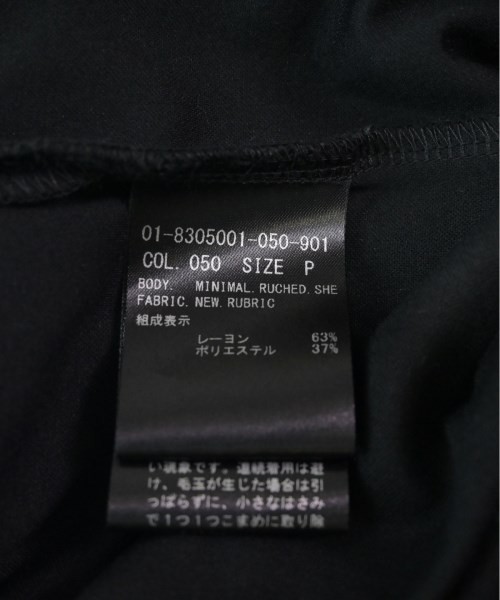 01-8305001-050-901
COL. 050 SIZE P
BODY. MINIMAL.RUCHED.SHE
FABRIC. NEW.RUBRIC
組成表示
レーヨン 63%
ポリエステル 37%
い現象です。連続着用は避
け、毛玉が生じた場合は引
っぱらずに、小さなはさみ
で1つ1つこまめに取り除